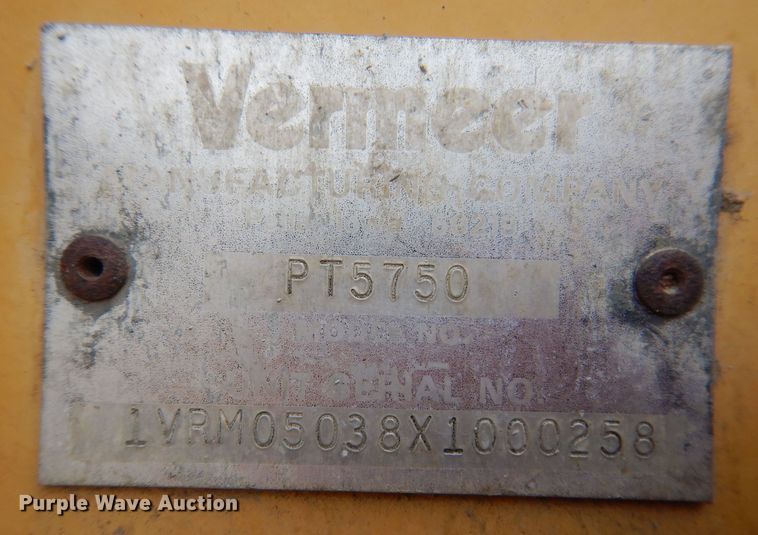 Vermeer
MANUFACTURING COMPANY
PT5750
MODEL NO.
UNIT SERIAL NO.
1VRM05038X1000258
Purple Wave Auction